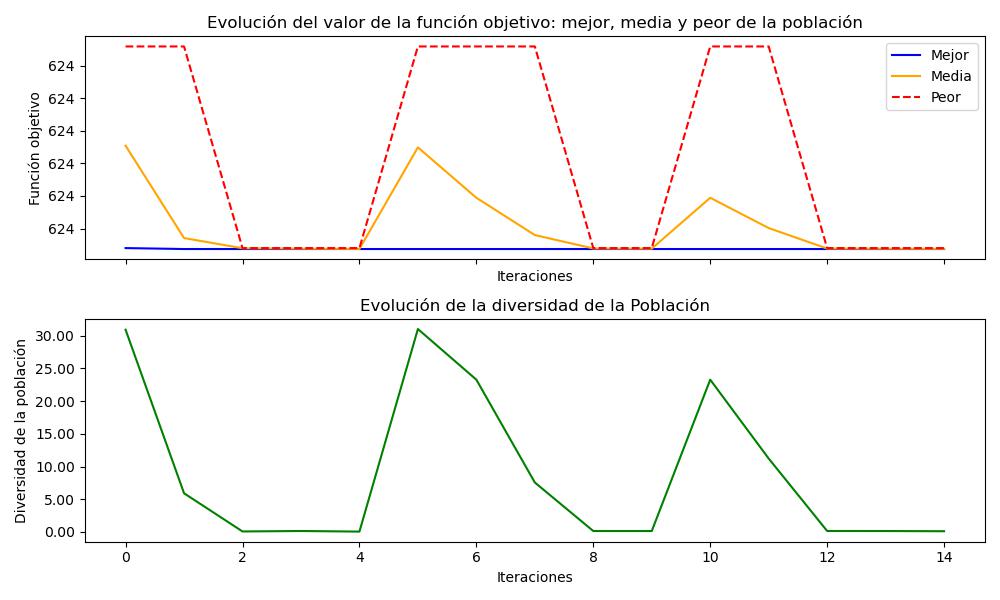 Evolución del valor de la función objetivo: mejor, media y peor de la población
Función objetivo
624
624
624
624
624
624
Mejor
Media
Peor
Iteraciones
Evolución de la diversidad de la Población
Diversidad de la población
30.00
25.00
20.00
15.00
10.00
5.00
0.00
0 2 4 6 8 10 12 14
Iteraciones